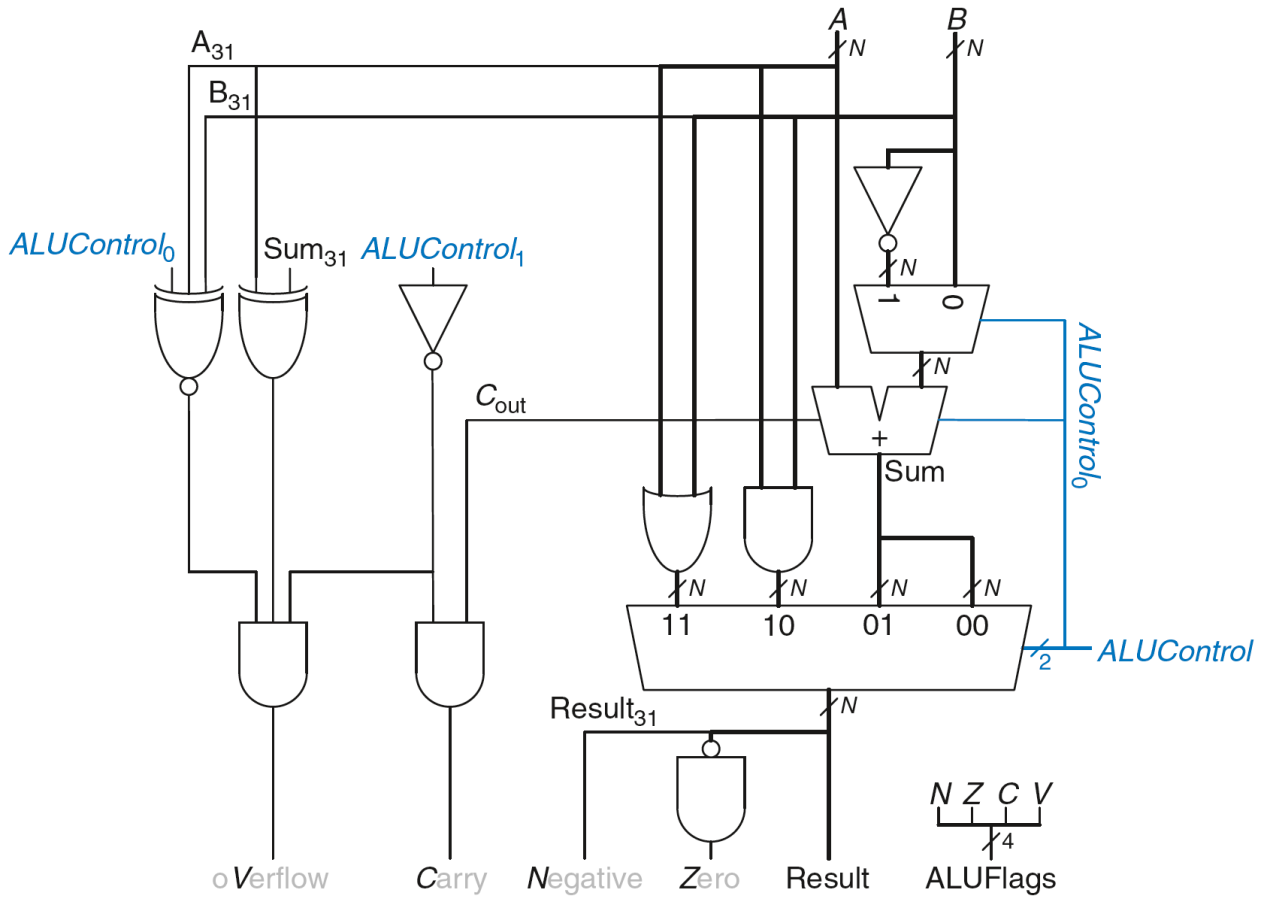 A B
N N
A31
B31
ALUControl0 Sum31 ALUControl1
N
1 0
N
ALUControl0
Cout
+
Sum
N N N N
11 10 01 00
2 ALUControl
Result31 N
N Z C V
4
oVerflow Carry Negative Zero Result ALUFlags